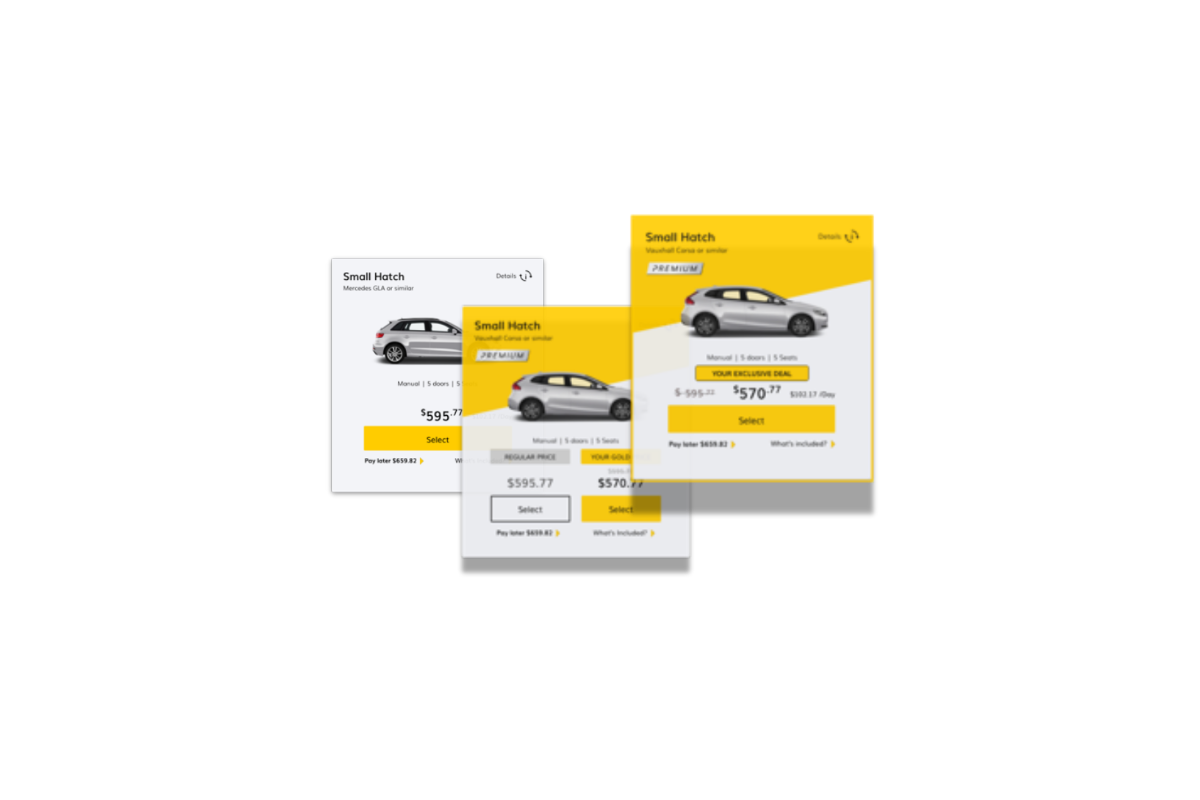 Small Hatch
Details
Mercedes GLA or similar
Manual | 5 doors | 5
$595.77
Select
Pay later $659.82
Small Hatch
Vauxhall Corsa or similar
PREMIUM
Manual | 5 doors | 5 Seats
REGULAR PRICE
YOUR GOLD
$595.77
$570.77
Select
Select
Pay later $659.82
What's Included?
Small Hatch
Details
Vauxhall Corsa or similar
PREMIUM
Manual | 5 doors | 5 Seats
YOUR EXCLUSIVE DEAL
$ 595.77
$570.77
$102.17 /Day
Select
Pay later $659.82
What's included?